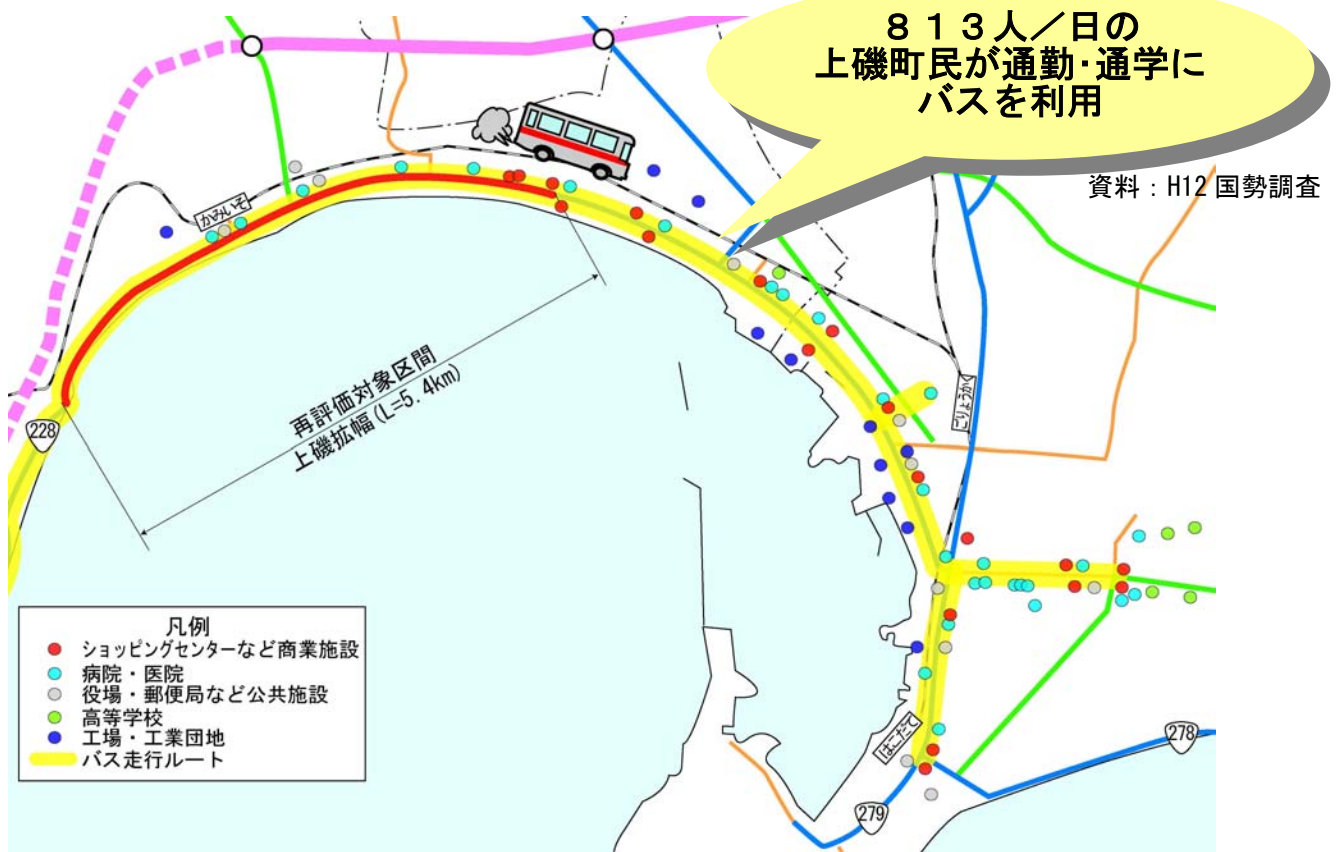 ８１３人／日の
上磯町民が通勤･通学に
バスを利用
資料：H12 国勢調査
かみいそ
再評価対象区間
上磯拡幅(L=5.4km)
228
ごりょうかく
はこだて
278
279
凡例
ショッピングセンターなど商業施設
病院・医院
役場・郵便局など公共施設
高等学校
工場・工業団地
バス走行ルート